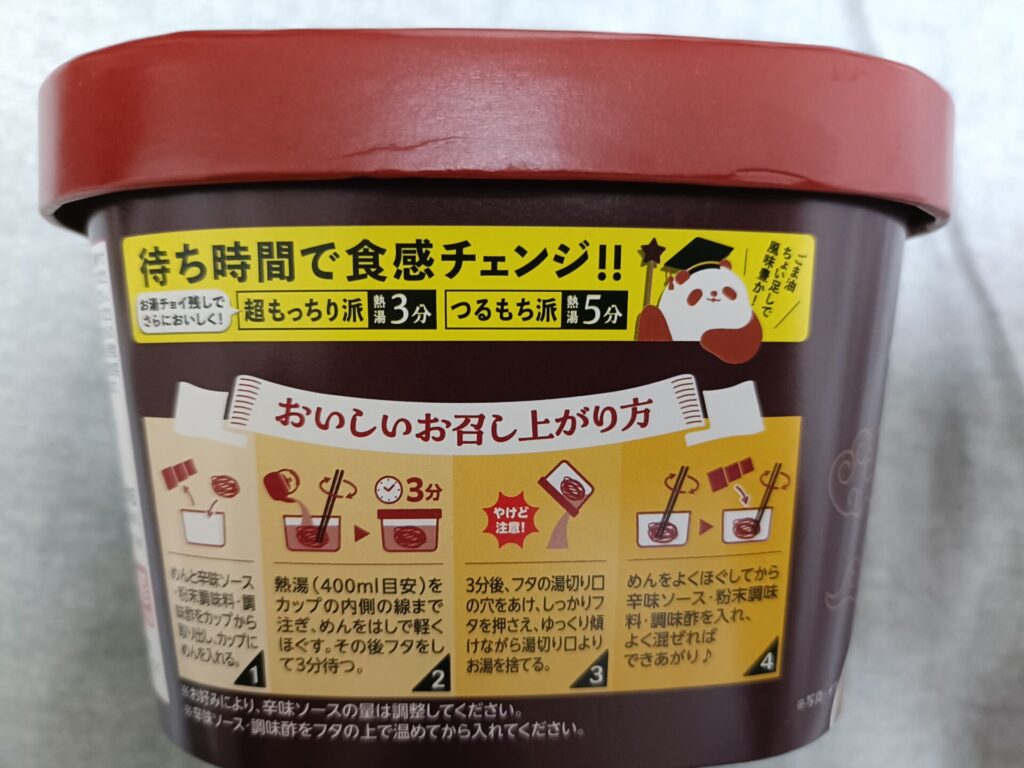 待ち時間で食感チェンジ!!
お湯チョイ残しで
さらにおいしく!
超もっちり派 熱湯3分
つるもち派 熱湯5分
ごま油
ちょい足しで
風味豊か!
おいしいお召し上がり方
めんと辛味ソース
・粉末調味料・調
味酢をカップから
取り出し、カップに
めんを入れる。
1
3分
熱湯(400ml目安)を
カップの内側の線まで
注ぎ、めんをはしで軽く
ほぐす。その後フタをし
て3分待つ。
2
やけど
注意!
3分後、フタの湯切り口
の穴をあけ、しっかりフ
タを押さえ、ゆっくり傾
けながら湯切り口より
お湯を捨てる。
3
めんをよくほぐしてから
辛味ソース・粉末調味
料・調味酢を入れ、
よく混ぜれば
できあがり♪
4
※お好みにより、辛味ソースの量は調整してください。
※辛味ソース・調味酢をフタの上で温めてから入れてください。
※写真